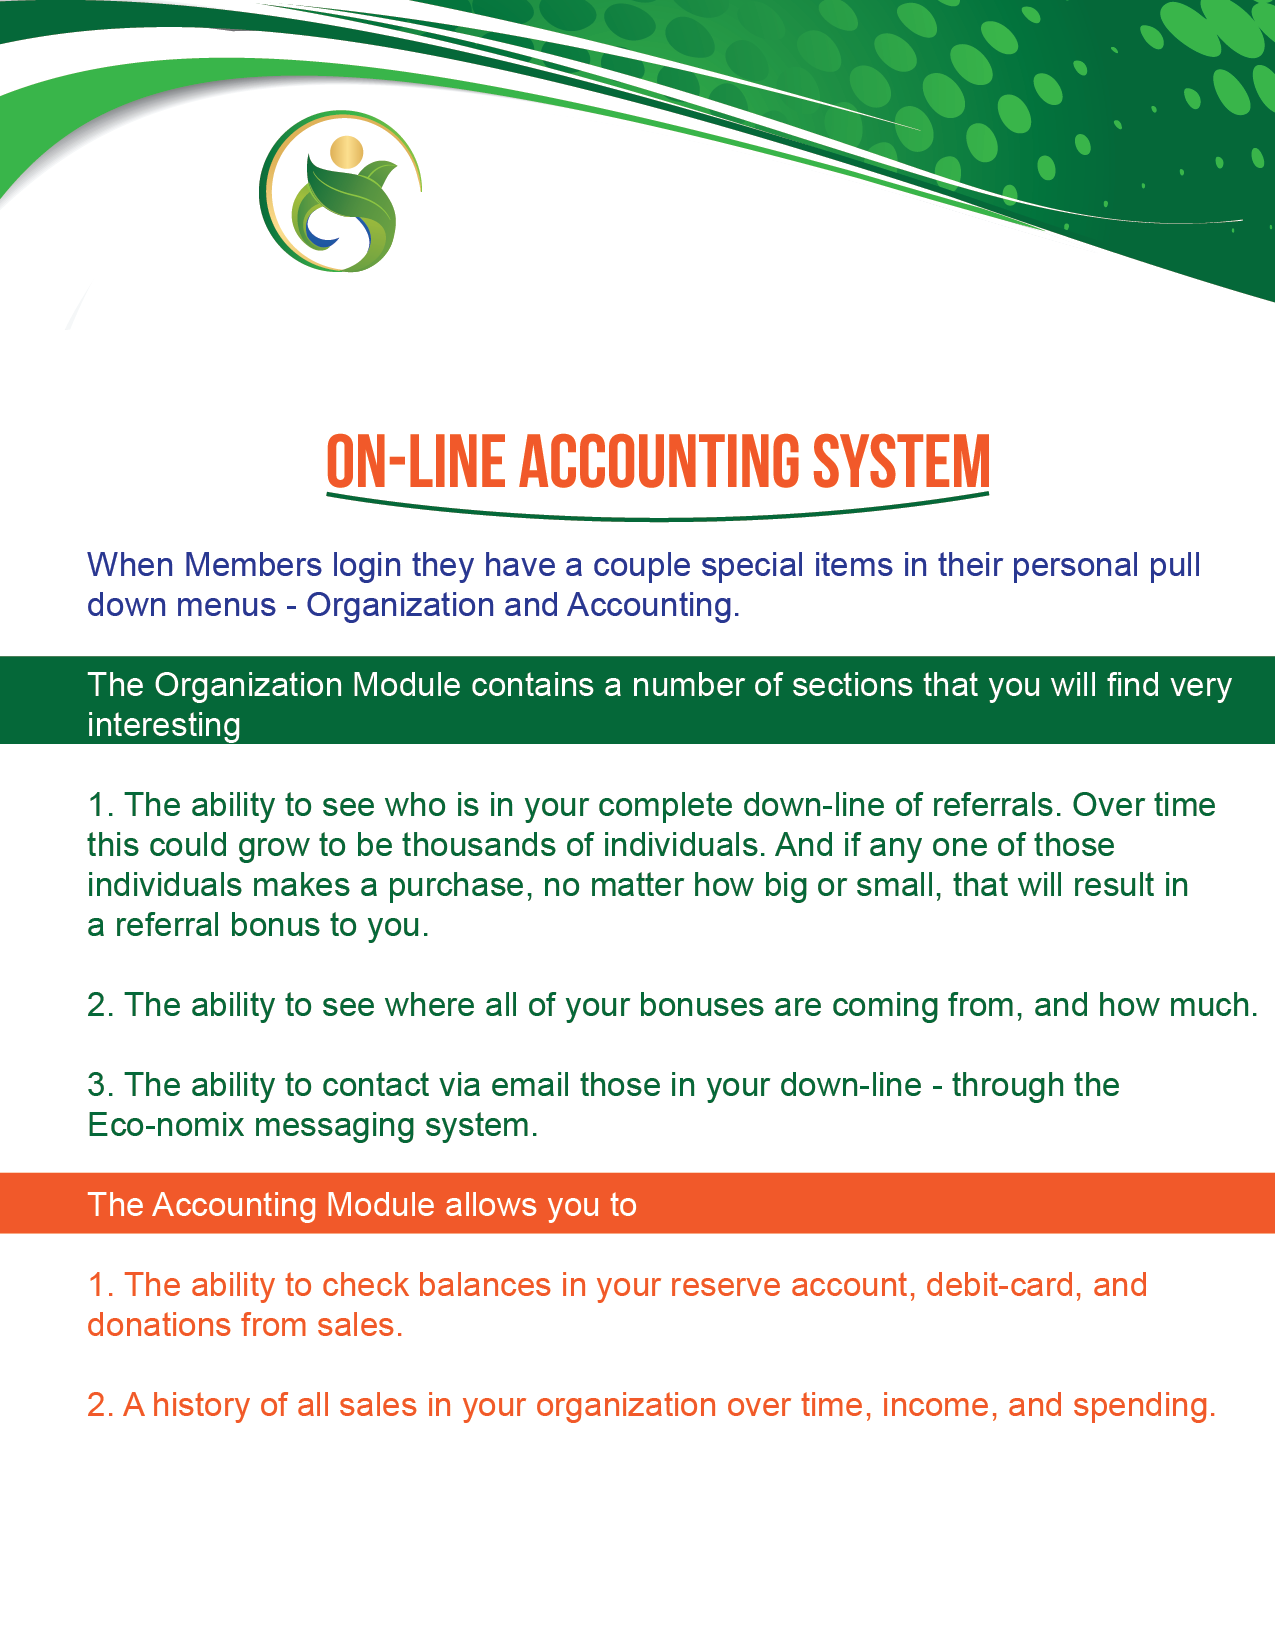 ON-LINE ACCOUNTING SYSTEM
When Members login they have a couple special items in their personal pull
down menus - Organization and Accounting.
The Organization Module contains a number of sections that you will find very
interesting
1. The ability to see who is in your complete down-line of referrals. Over time
this could grow to be thousands of individuals. And if any one of those
individuals makes a purchase, no matter how big or small, that will result in
a referral bonus to you.
2. The ability to see where all of your bonuses are coming from, and how much.
3. The ability to contact via email those in your down-line - through the
Eco-nomix messaging system.
The Accounting Module allows you to
1. The ability to check balances in your reserve account, debit-card, and
donations from sales.
2. A history of all sales in your organization over time, income, and spending.